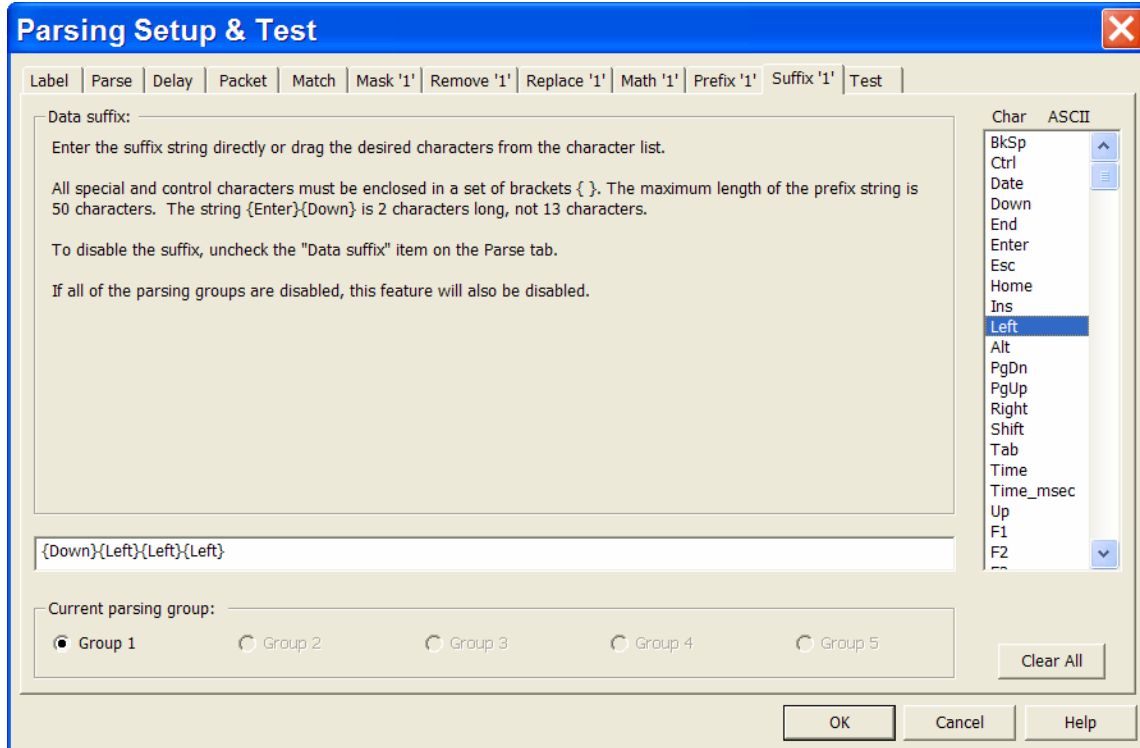 Parsing Setup & Test
Label Parse Delay Packet Match Mask '1' Remove '1' Replace '1' Math '1' Prefix '1' Suffix '1' Test
Data suffix:
Enter the suffix string directly or drag the desired characters from the character list.
All special and control characters must be enclosed in a set of brackets { }. The maximum length of the prefix string is
50 characters. The string {Enter}{Down} is 2 characters long, not 13 characters.
To disable the suffix, uncheck the "Data suffix" item on the Parse tab.
If all of the parsing groups are disabled, this feature will also be disabled.
{Down}{Left}{Left}{Left}
Current parsing group:
Group 1 Group 2 Group 3 Group 4 Group 5
Char ASCII
BkSp
Ctrl
Date
Down
End
Enter
Esc
Home
Ins
Left
Alt
PgDn
PgUp
Right
Shift
Tab
Time
Time_msec
Up
F1
F2
Clear All
OK Cancel Help